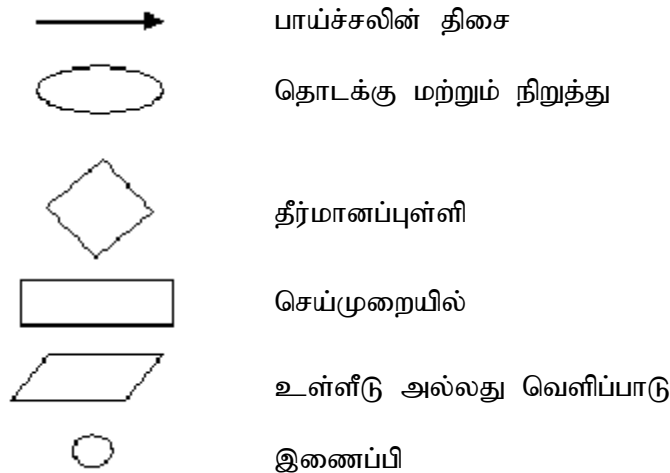 பாய்ச்சலின் திசை
தொடக்கு மற்றும் நிறுத்து
தீர்மானப்புள்ளி
செய்முறையில்
உள்ளீடு அல்லது வெளிப்பாடு
இணைப்பி